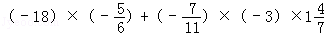 (-18) × (-5/6) + (-7/11) × (-3) × 1 4/7